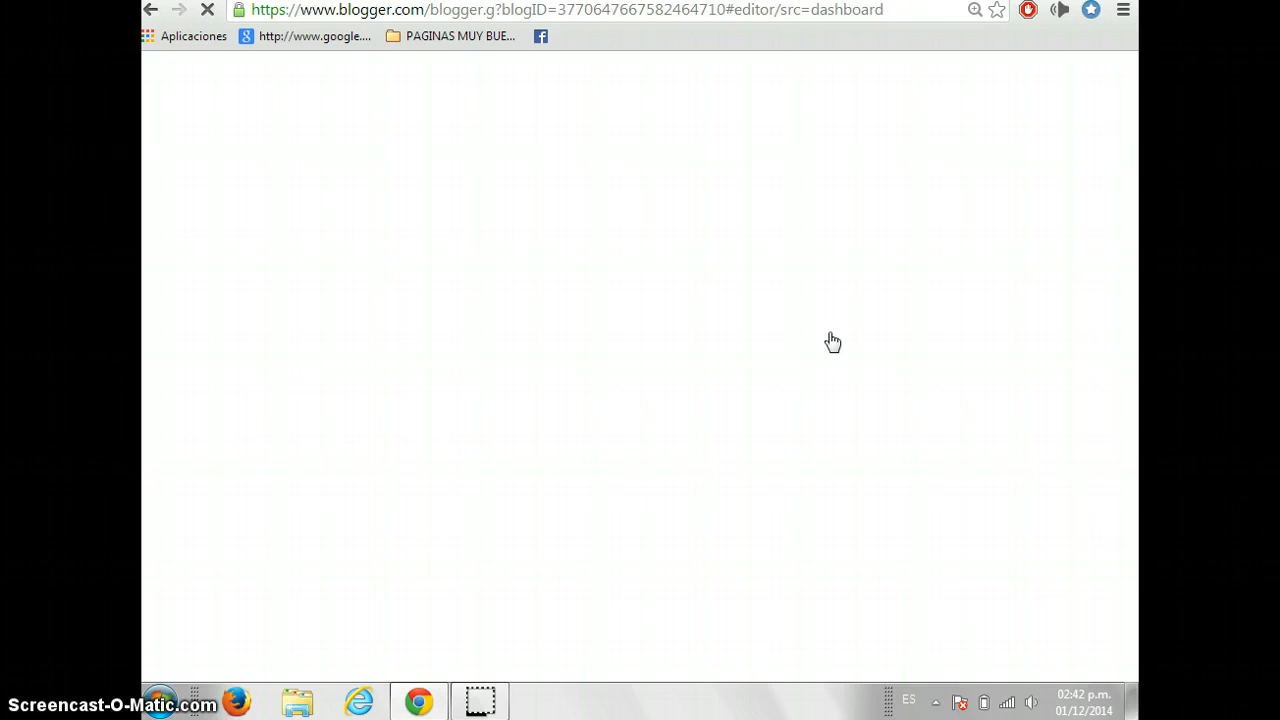 https://www.blogger.com/blogger.g?blogID=3770647667582464710#editor/src=dashboard
Aplicaciones http://www.google.... PAGINAS MUY BUE...
ES
02:42 p.m.
01/12/2014
Screencast-O-Matic.com